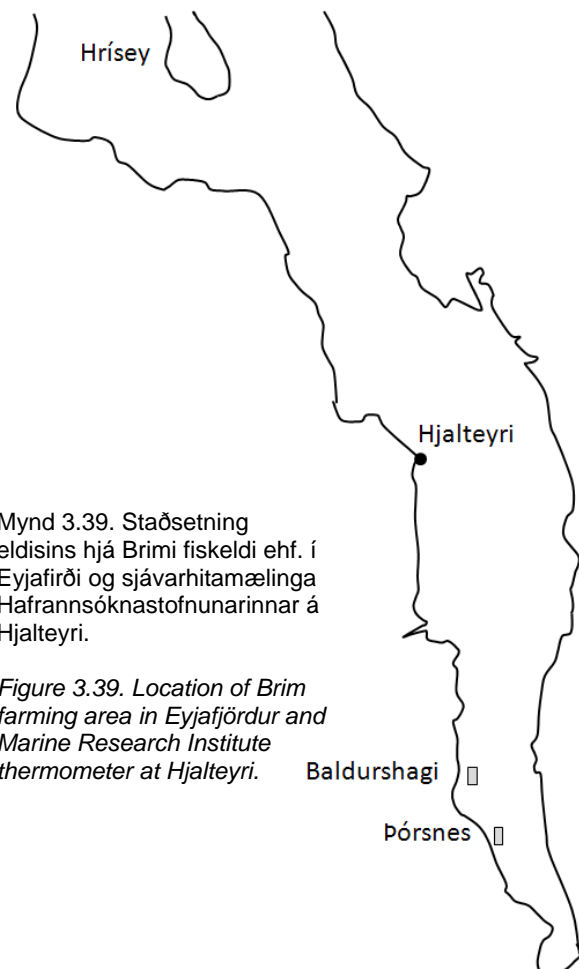 Hrísey
Hjalteyri
Mynd 3.39. Staðsetning
eldisins hjá Brimi fiskeldi ehf. í
Eyjafirði og sjávarhitamælinga
Hafrannsóknastofnunarinnar á
Hjalteyri.
Figure 3.39. Location of Brim
farming area in Eyjafjördur and
Marine Research Institute
thermometer at Hjalteyri.
Baldurshagi
Þórsnes